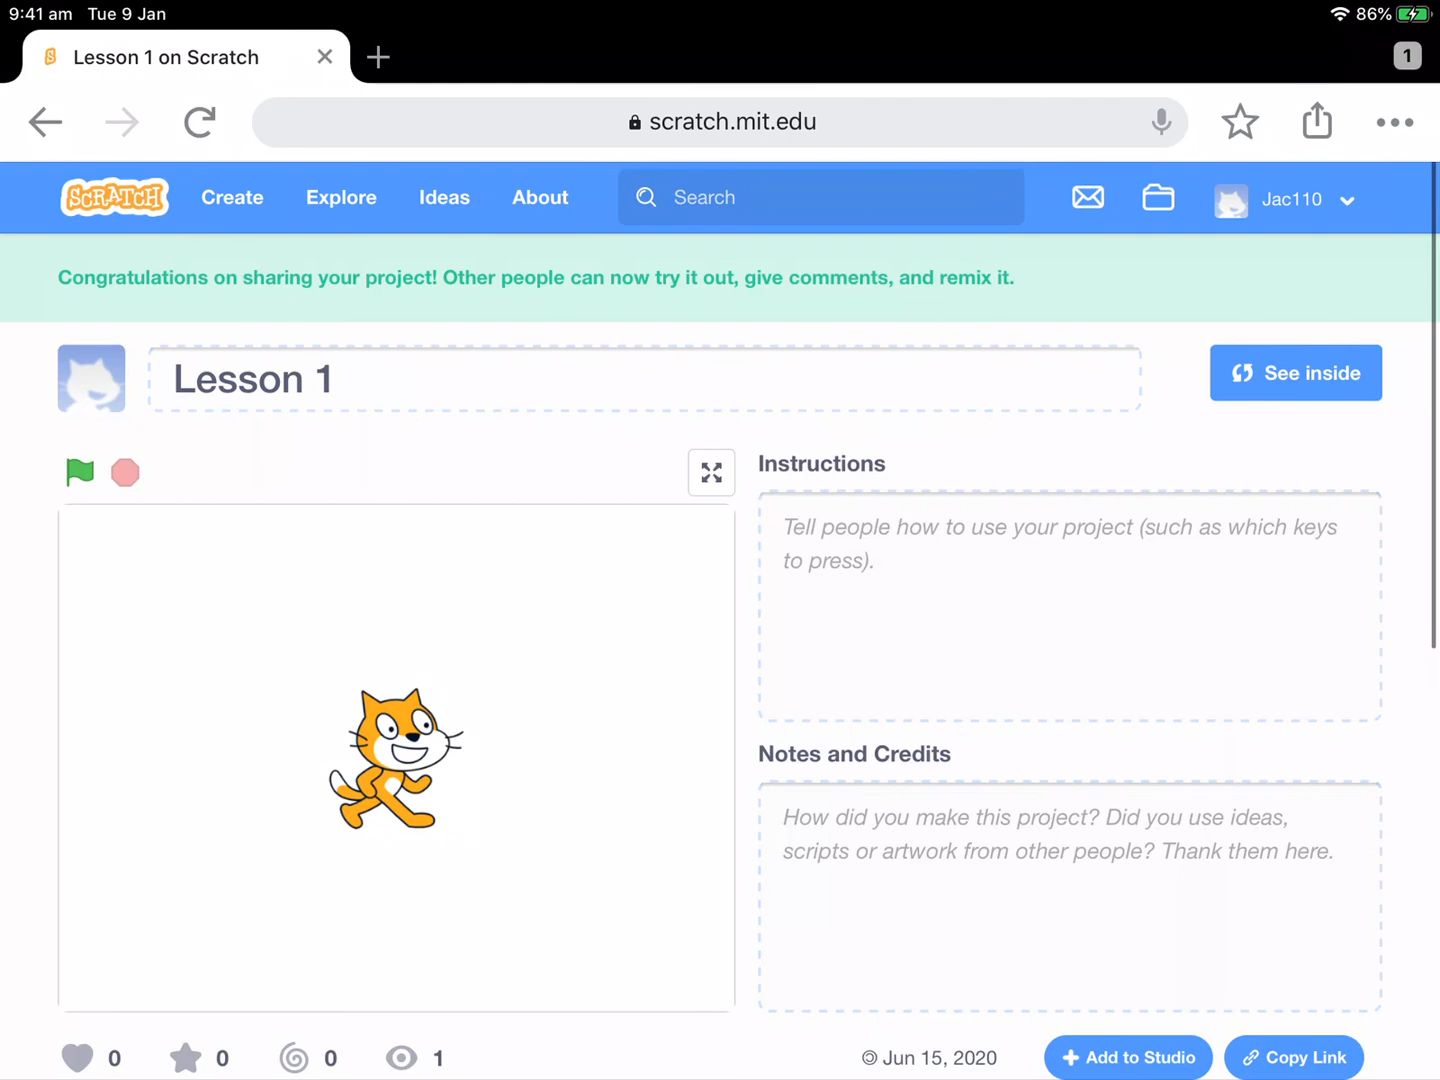 9:41 am Tue 9 Jan 86%
Lesson 1 on Scratch 1
scratch.mit.edu
SCRATCH Create Explore Ideas About Search Jac110
Congratulations on sharing your project! Other people can now try it out, give comments, and remix it.
Lesson 1
See inside
Instructions
Tell people how to use your project (such as which keys
to press).
Notes and Credits
How did you make this project? Did you use ideas,
scripts or artwork from other people? Thank them here.
0 0 0 1 Jun 15, 2020 Add to Studio Copy Link